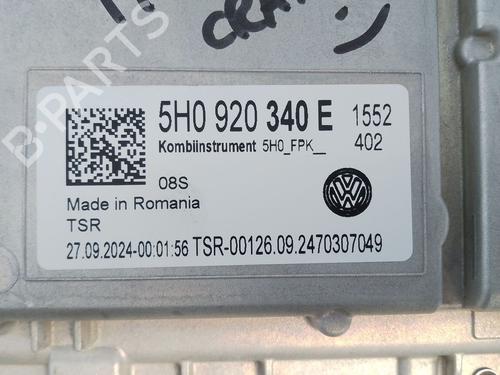 B-PARTS
5H0 920 340 E 1552
Kombiinstrument 5H0_FPK__ 402
08S
Made in Romania
TSR
27.09.2024-00:01:56 TSR-00126.09.2470307049